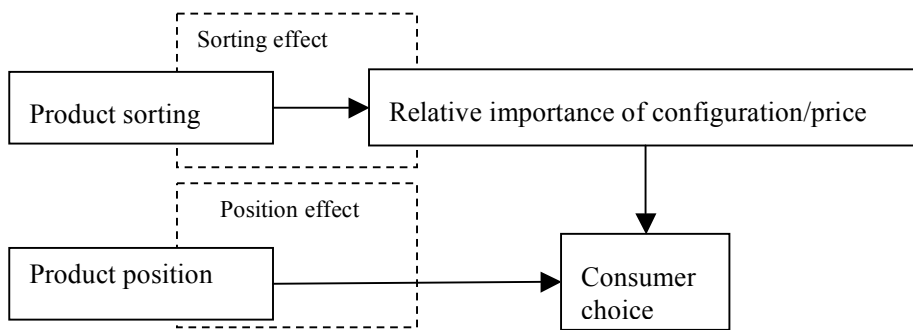 Sorting effect
Product sorting
Relative importance of configuration/price
Position effect
Product position
Consumer
choice